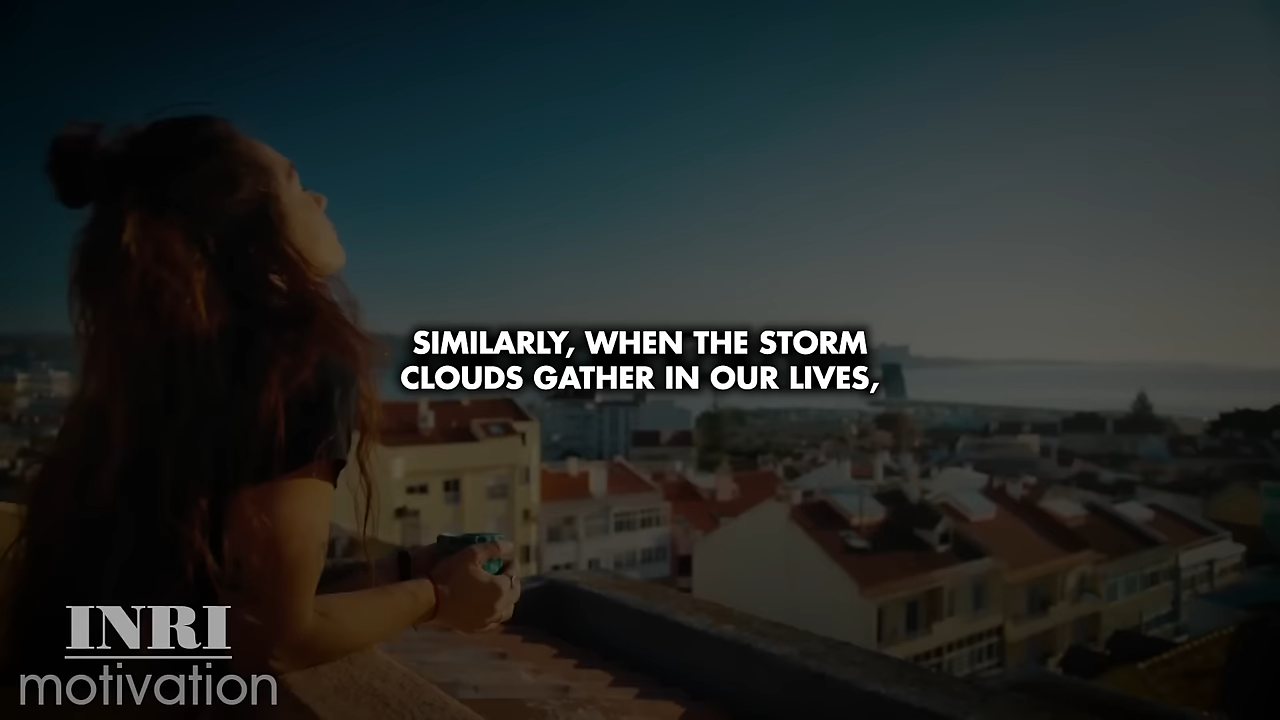 SIMILARLY, WHEN THE STORM
CLOUDS GATHER IN OUR LIVES,
INRI
motivation